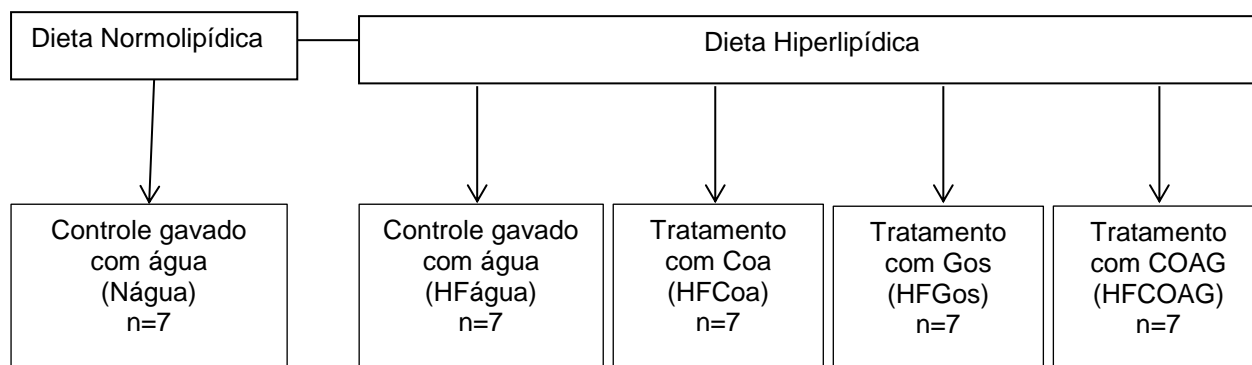 Dieta Normolipídica
Dieta Hiperlipídica
Controle gavado
com água
(Nágua)
n=7
Controle gavado
com água
(HFágua)
n=7
Tratamento
com Coa
(HFCoa)
n=7
Tratamento
com Gos
(HFGos)
n=7
Tratamento
com COAG
(HFCOAG)
n=7